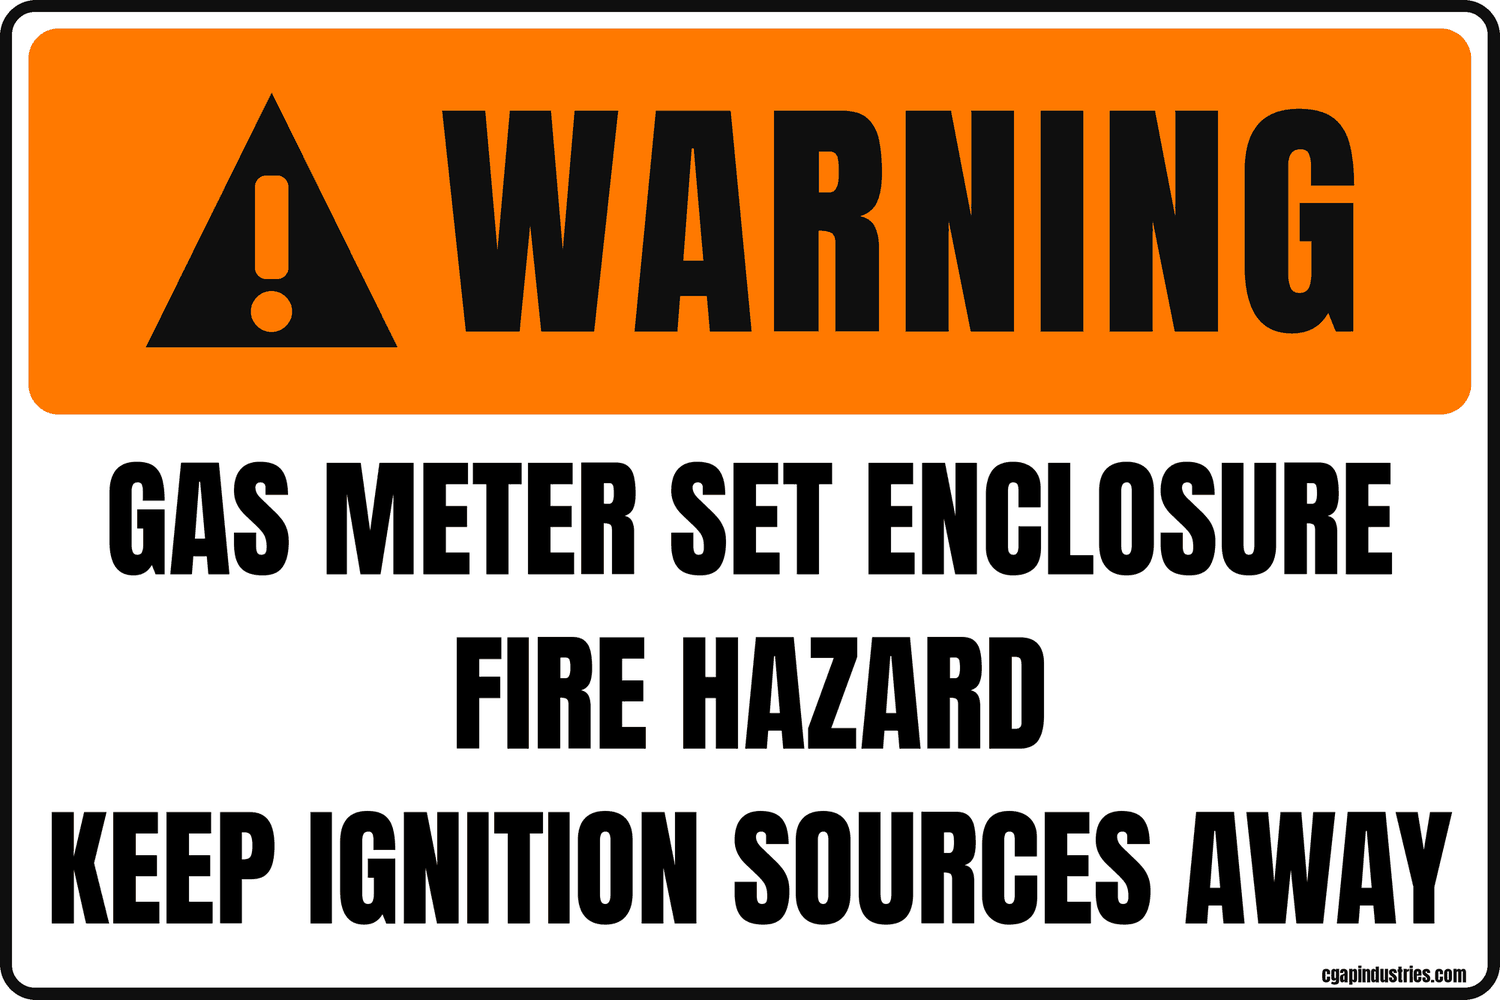 WARNING
GAS METER SET ENCLOSURE
FIRE HAZARD
KEEP IGNITION SOURCES AWAY
cgapindustries.com